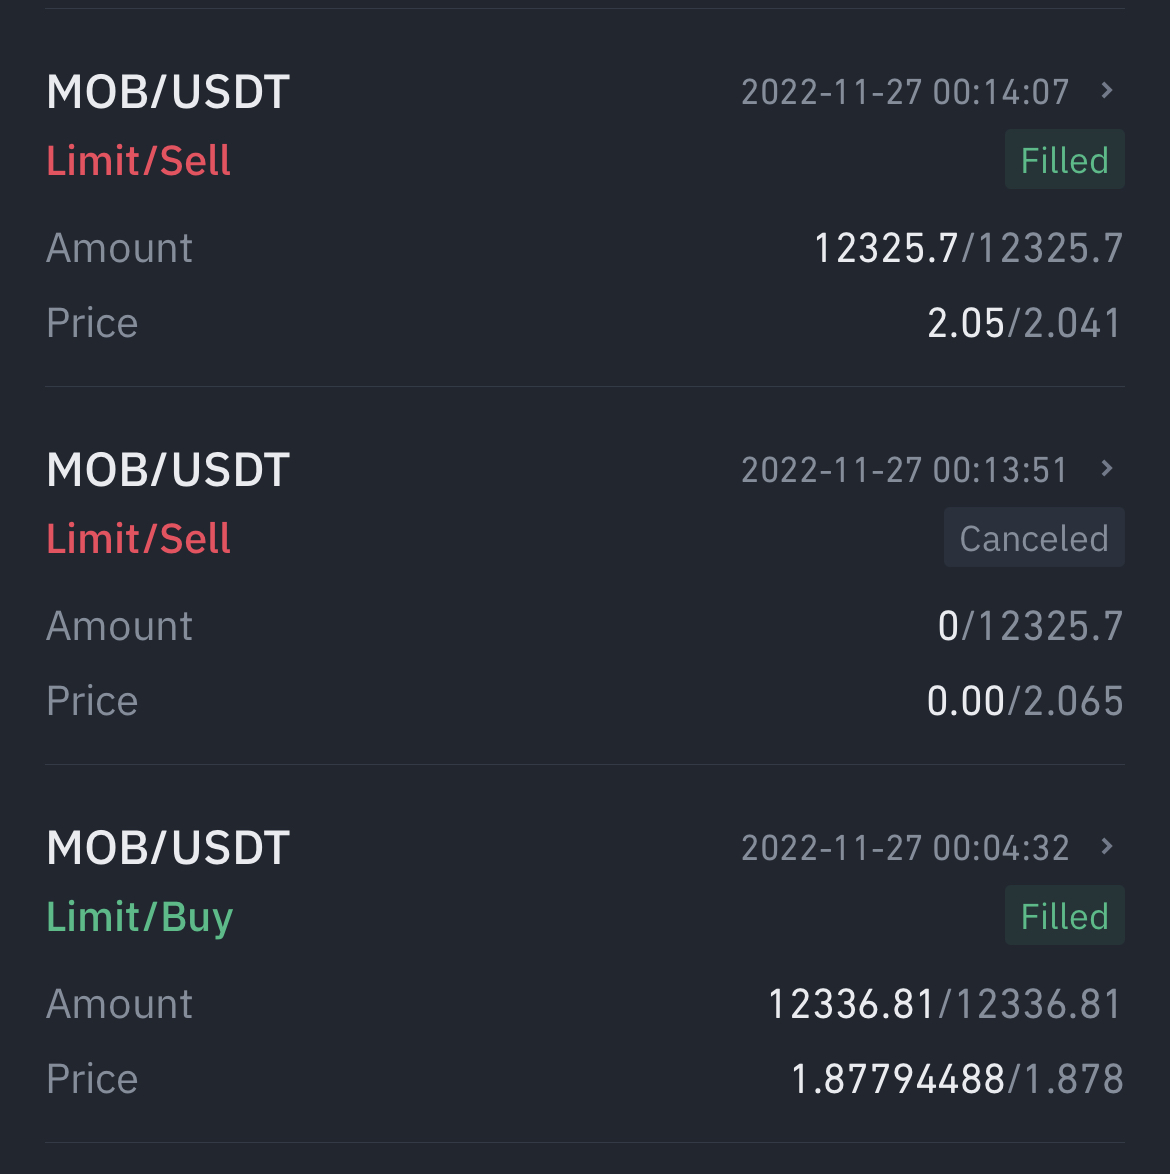 MOB/USDT 2022-11-27 00:14:07 >
Limit/Sell Filled
Amount 12325.7/12325.7
Price 2.05/2.041
MOB/USDT 2022-11-27 00:13:51 >
Limit/Sell Canceled
Amount 0/12325.7
Price 0.00/2.065
MOB/USDT 2022-11-27 00:04:32 >
Limit/Buy Filled
Amount 12336.81/12336.81
Price 1.87794488/1.878